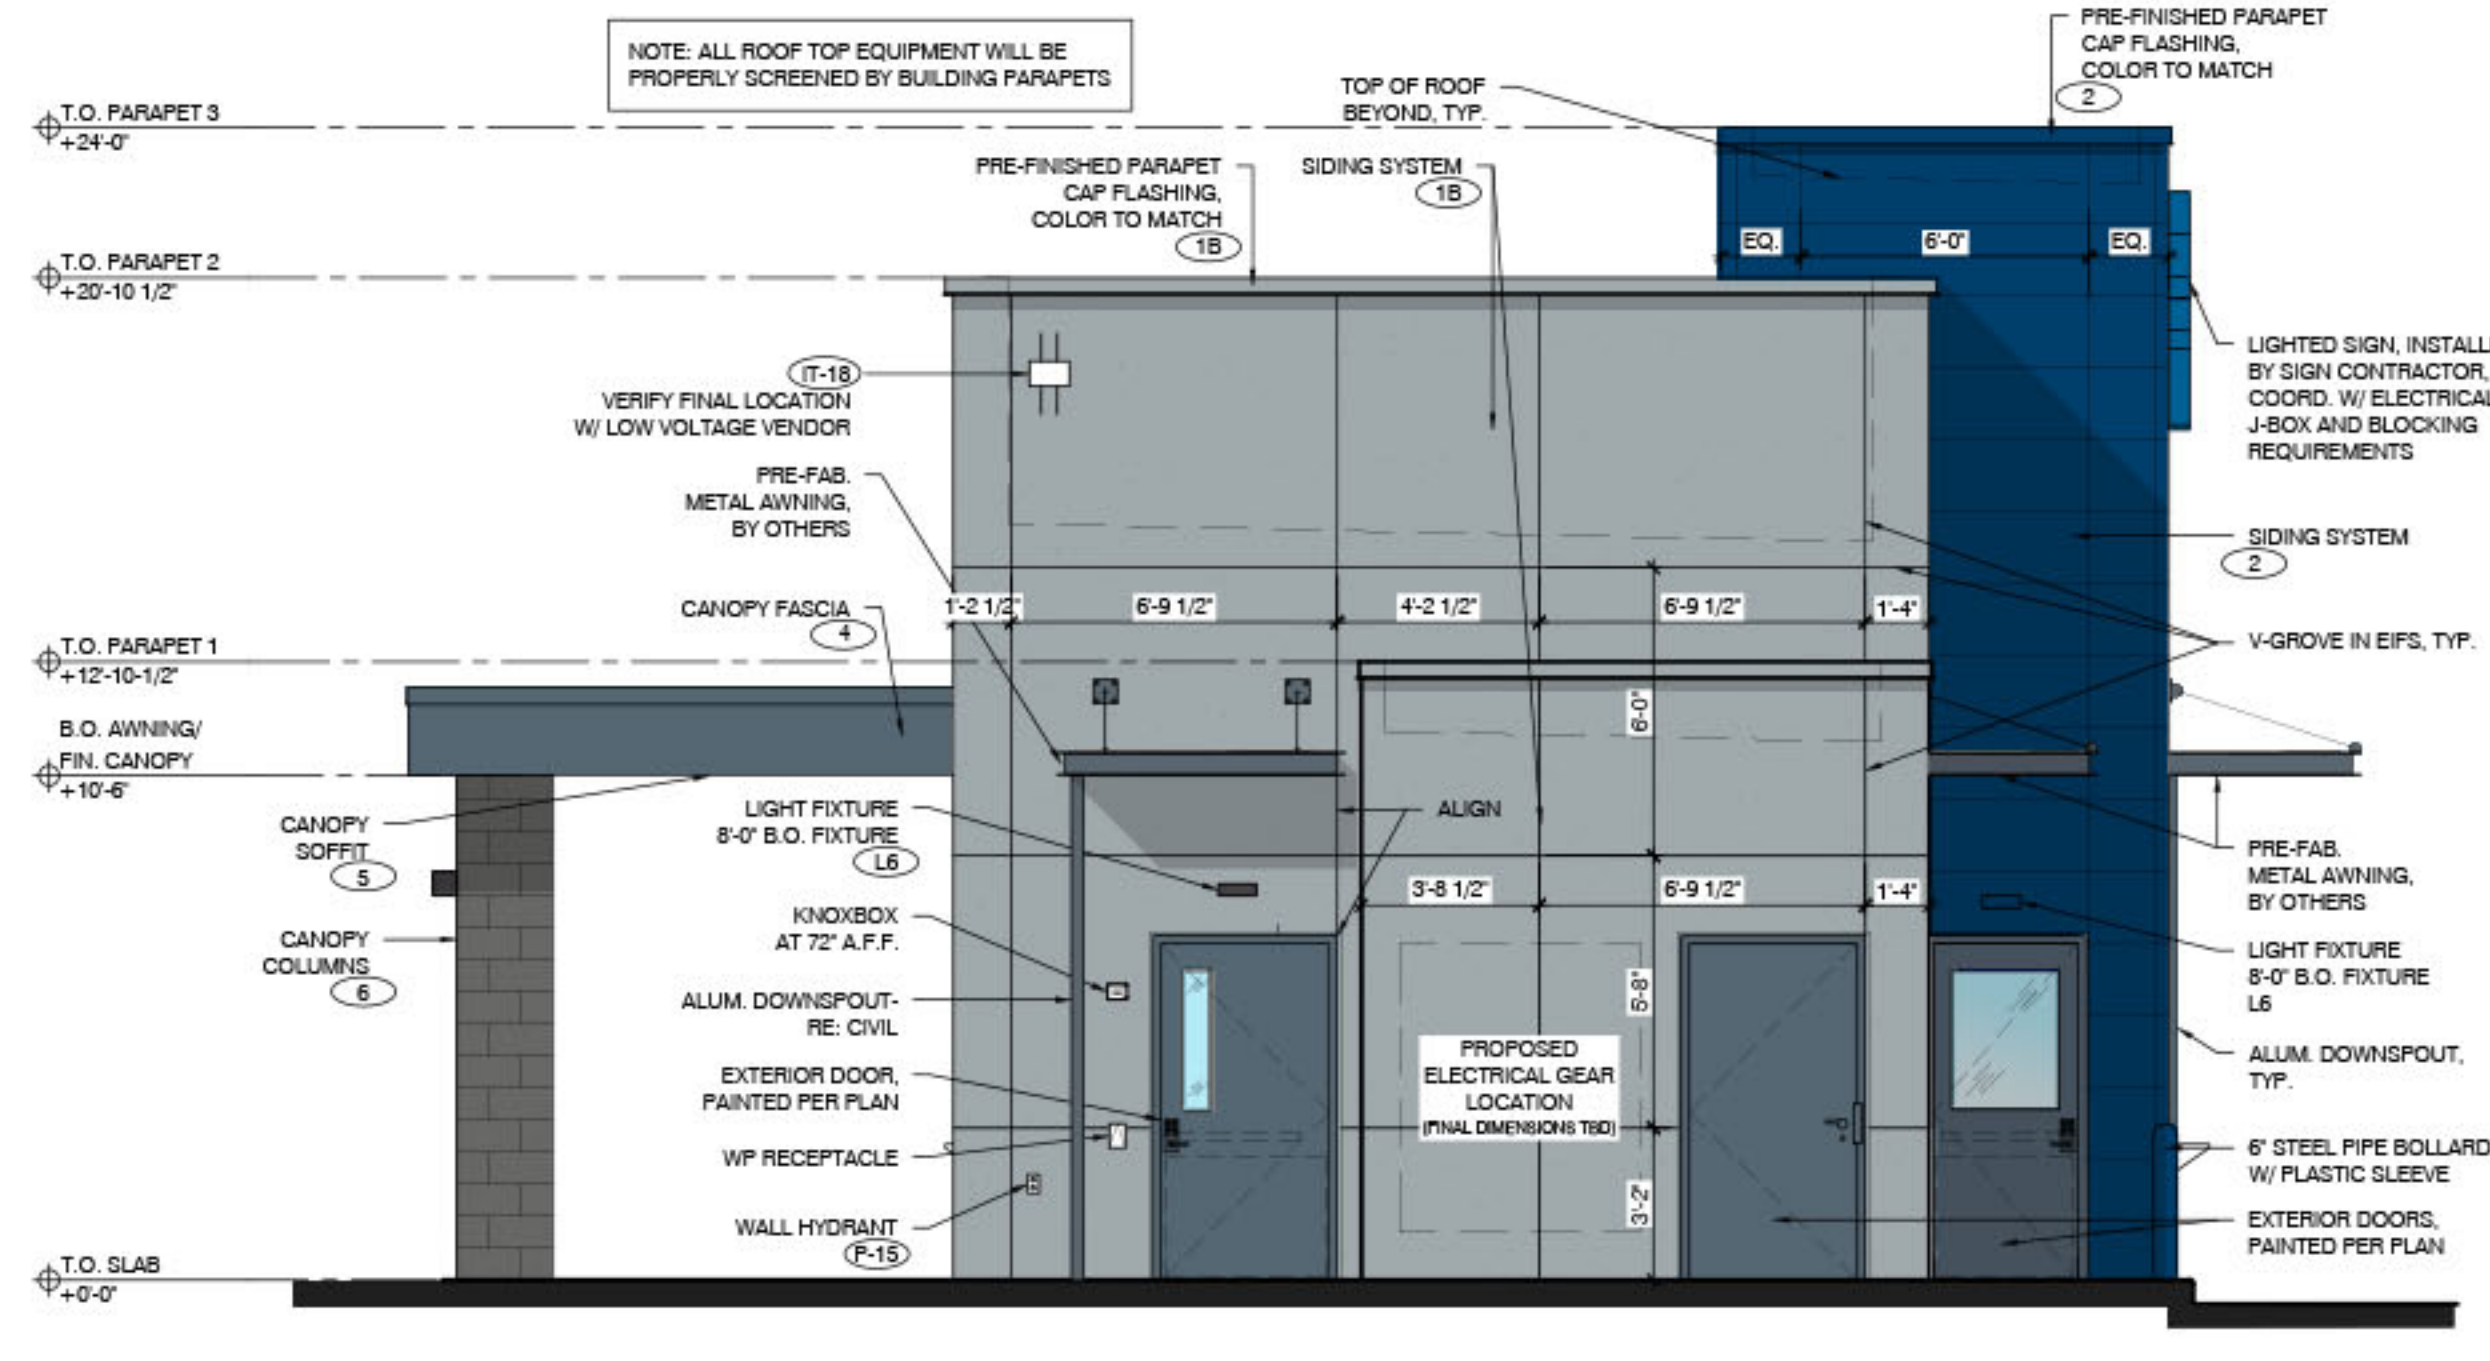 NOTE: ALL ROOF TOP EQUIPMENT WILL BE
PROPERLY SCREENED BY BUILDING PARAPETS
PRE-FINISHED PARAPET
CAP FLASHING,
COLOR TO MATCH
2
TOP OF ROOF
BEYOND, TYP.
T.O. PARAPET 3
+24'-0"
PRE-FINISHED PARAPET
CAP FLASHING,
COLOR TO MATCH
1B
SIDING SYSTEM
1B
EQ.
6'-0"
EQ.
T.O. PARAPET 2
+20'-10 1/2"
IT-18
VERIFY FINAL LOCATION
W/ LOW VOLTAGE VENDOR
LIGHTED SIGN, INSTALL
BY SIGN CONTRACTOR,
COORD. W/ ELECTRICAL
J-BOX AND BLOCKING
REQUIREMENTS
PRE-FAB.
METAL AWNING,
BY OTHERS
SIDING SYSTEM
2
CANOPY FASCIA
4
1'-2 1/2"
6'-9 1/2"
4'-2 1/2"
6'-9 1/2"
1'-4"
V-GROVE IN EIFS, TYP.
T.O. PARAPET 1
+12'-10-1/2"
6'-0"
B.O. AWNING/
FIN. CANOPY
+10'-6"
CANOPY
SOFFIT
5
LIGHT FIXTURE
8'-0" B.O. FIXTURE
L6
ALIGN
PRE-FAB.
METAL AWNING,
BY OTHERS
3'-8 1/2"
6'-9 1/2"
1'-4"
KNOXBOX
AT 72" A.F.F.
CANOPY
COLUMNS
6
LIGHT FIXTURE
8'-0" B.O. FIXTURE
L6
5'-8"
ALUM. DOWNSPOUT-
RE: CIVIL
PROPOSED
ELECTRICAL GEAR
LOCATION
(FINAL DIMENSIONS TBD)
ALUM. DOWNSPOUT,
TYP.
EXTERIOR DOOR,
PAINTED PER PLAN
WP RECEPTACLE
6" STEEL PIPE BOLLARD
W/ PLASTIC SLEEVE
3'-2"
WALL HYDRANT
P-15
EXTERIOR DOORS,
PAINTED PER PLAN
T.O. SLAB
+0'-0"